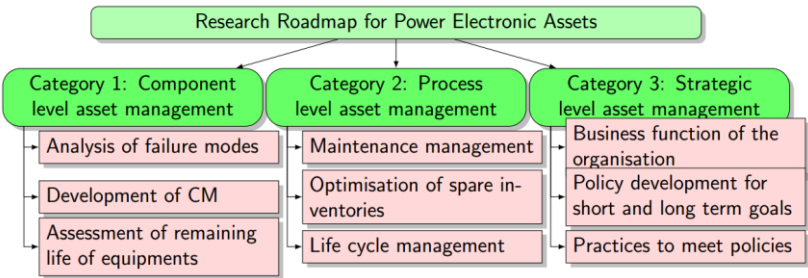 Research Roadmap for Power Electronic Assets
Category 1: Component
level asset management
Analysis of failure modes
Development of CM
Assessment of remaining
life of equipments
Category 2: Process
level asset management
Maintenance management
Optimisation of spare in-
ventories
Life cycle management
Category 3: Strategic
level asset management
Business function of the
organisation
Policy development for
short and long term goals
Practices to meet policies